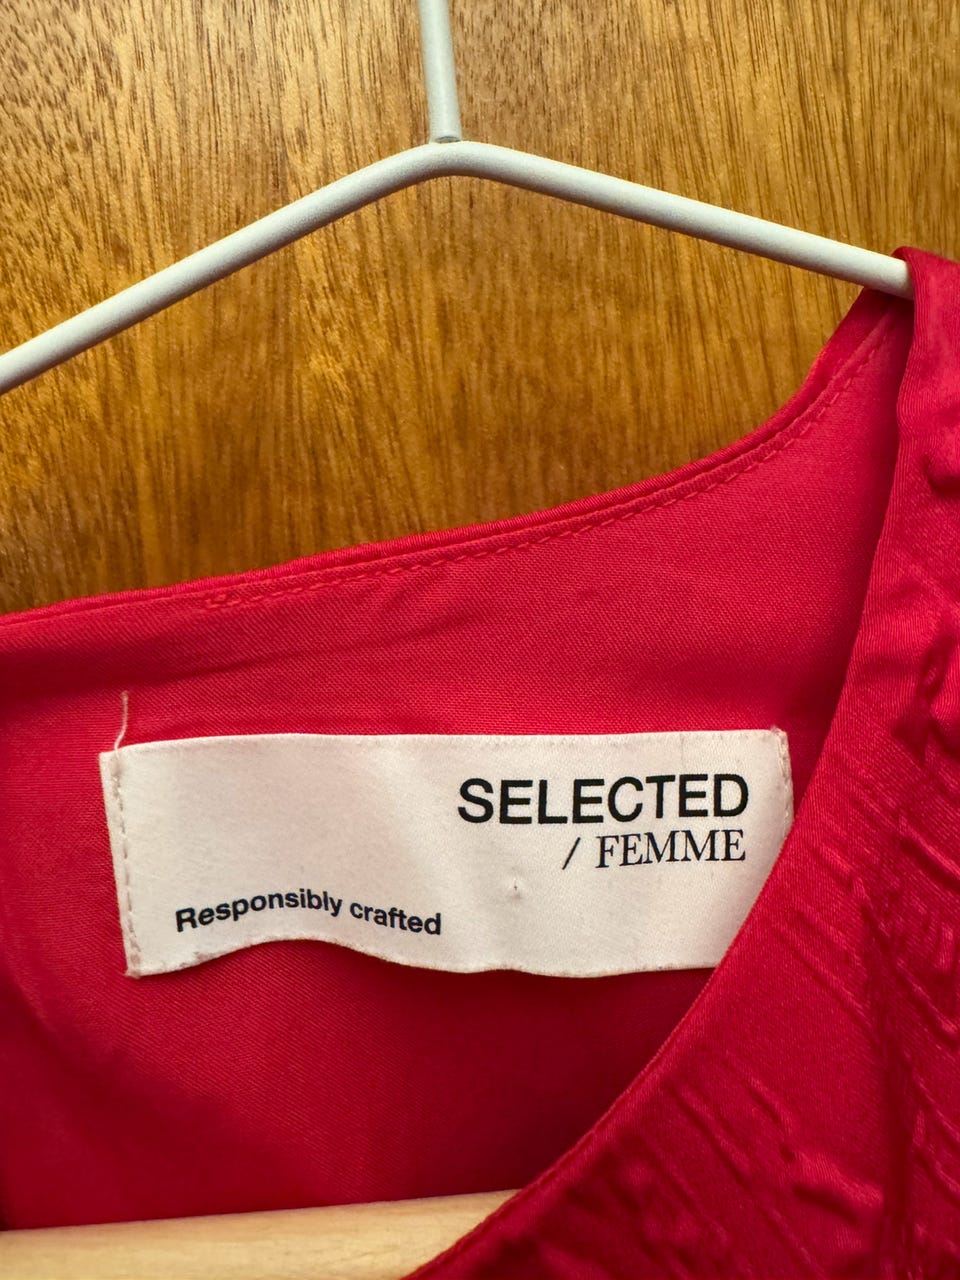 SELECTED
/ FEMME
Responsibly crafted